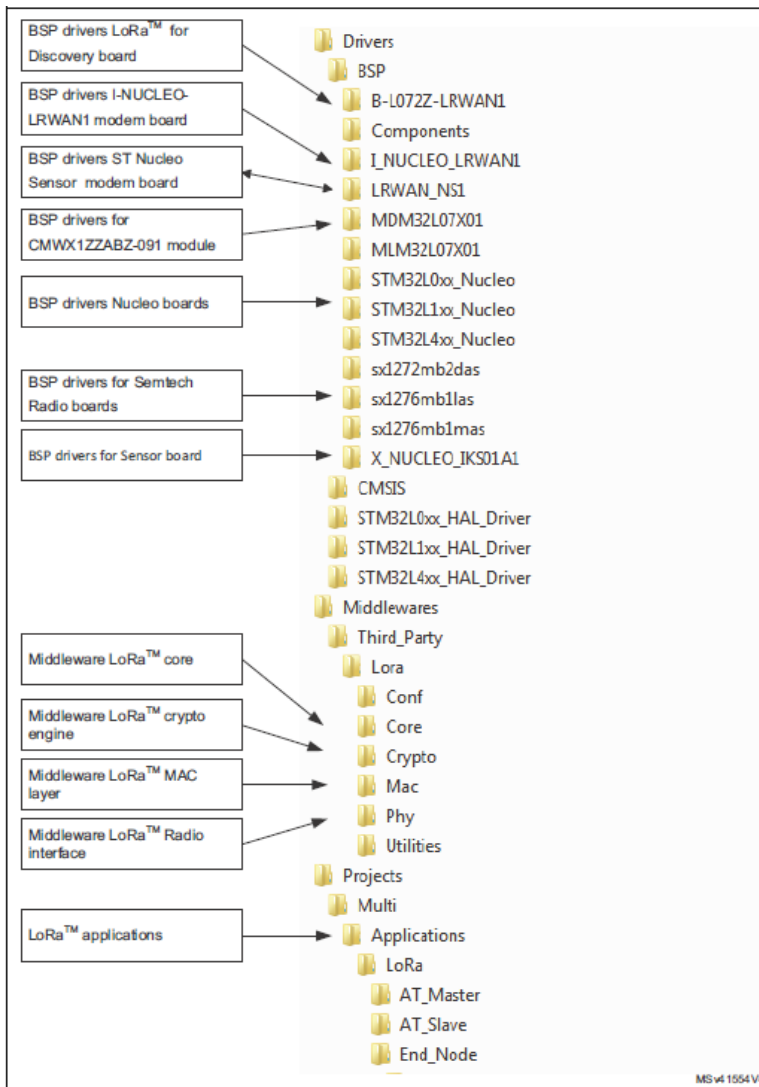 BSP drivers LoRa™ for
Discovery board
BSP drivers I-NUCLEO-
LRWAN1 modem board
BSP drivers ST Nucleo
Sensor modem board
BSP drivers for
CMWX1ZZABZ-091 module
BSP drivers Nucleo boards
BSP drivers for Semtech
Radio boards
BSP drivers for Sensor board
Middleware LoRa™ core
Middleware LoRa™ crypto
engine
Middleware LoRa™ MAC
layer
Middleware LoRa™ Radio
interface
LoRa™ applications
Drivers
BSP
B-L072Z-LRWAN1
Components
I_NUCLEO_LRWAN1
LRWAN_NS1
MDM32L07X01
MLM32L07X01
STM32L0xx_Nucleo
STM32L1xx_Nucleo
STM32L4xx_Nucleo
sx1272mb2das
sx1276mb1las
sx1276mb1mas
X_NUCLEO_IKS01A1
CMSIS
STM32L0xx_HAL_Driver
STM32L1xx_HAL_Driver
STM32L4xx_HAL_Driver
Middlewares
Third_Party
Lora
Conf
Core
Crypto
Mac
Phy
Utilities
Projects
Multi
Applications
LoRa
AT_Master
AT_Slave
End_Node